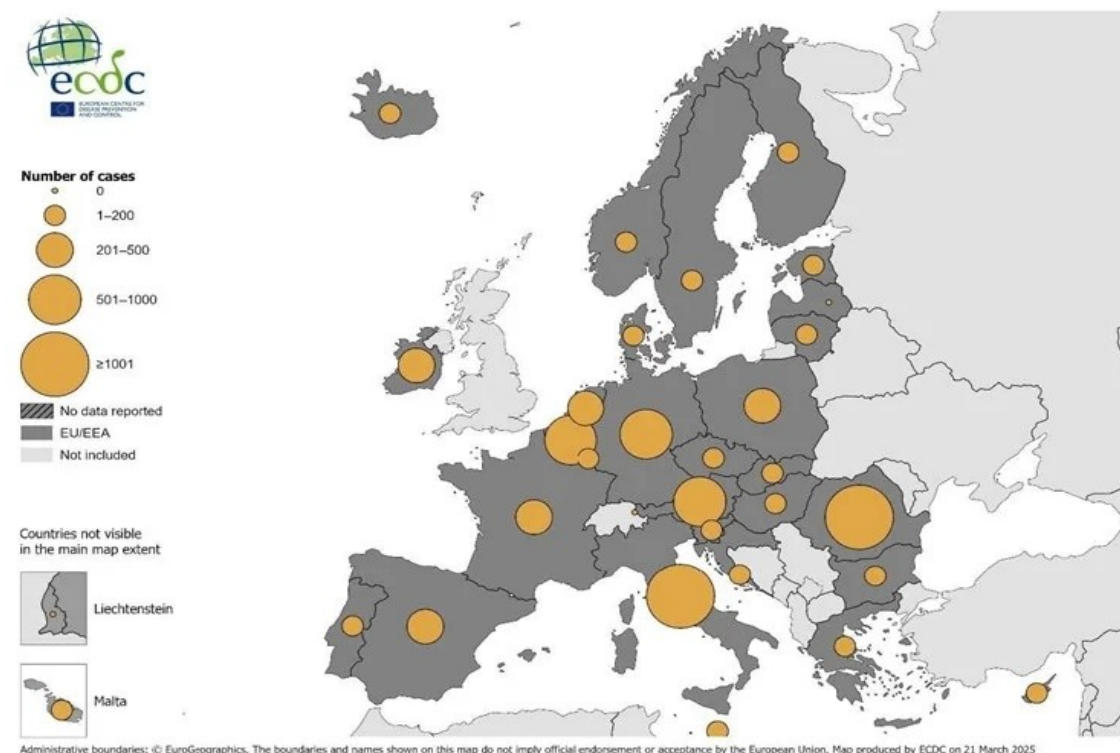 ecdc
EUROPEAN CENTRE FOR
DISEASE PREVENTION
AND CONTROL
Number of cases
0
1–200
201–500
501–1000
≥1001
No data reported
EU/EEA
Not included
Countries not visible
in the main map extent
Liechtenstein
Malta
Administrative boundaries: © EuroGeographics. The boundaries and names shown on this map do not imply official endorsement or acceptance by the European Union. Map produced by ECDC on 21 March 2025